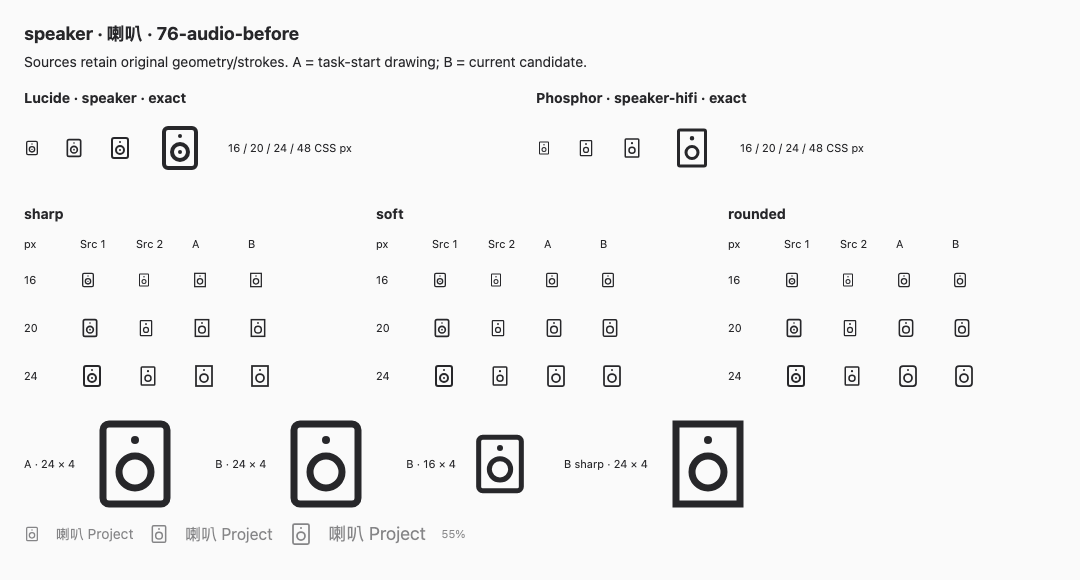 speaker · 喇叭 · 76-audio-before
Sources retain original geometry/strokes. A = task-start drawing; B = current candidate.
Lucide · speaker · exact
16 / 20 / 24 / 48 CSS px
Phosphor · speaker-hifi · exact
16 / 20 / 24 / 48 CSS px
sharp
px Src 1 Src 2 A B
16
20
24
soft
px Src 1 Src 2 A B
16
20
24
rounded
px Src 1 Src 2 A B
16
20
24
A · 24 × 4
B · 24 × 4
B · 16 × 4
B sharp · 24 × 4
喇叭 Project 喇叭 Project 喇叭 Project 55%